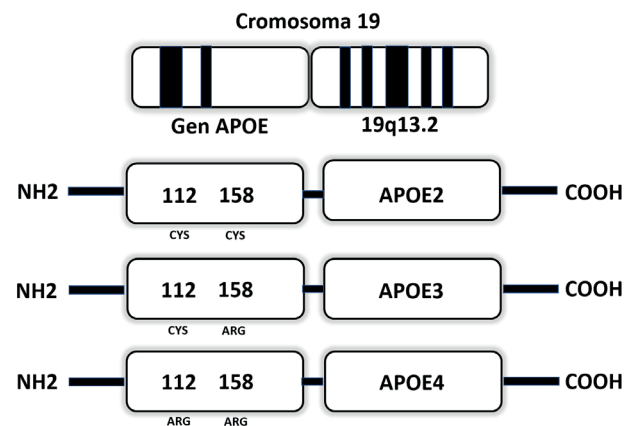 Cromosoma 19
Gen APOE 19q13.2
NH2 112 158 APOE2 COOH
CYS CYS
NH2 112 158 APOE3 COOH
CYS ARG
NH2 112 158 APOE4 COOH
ARG ARG